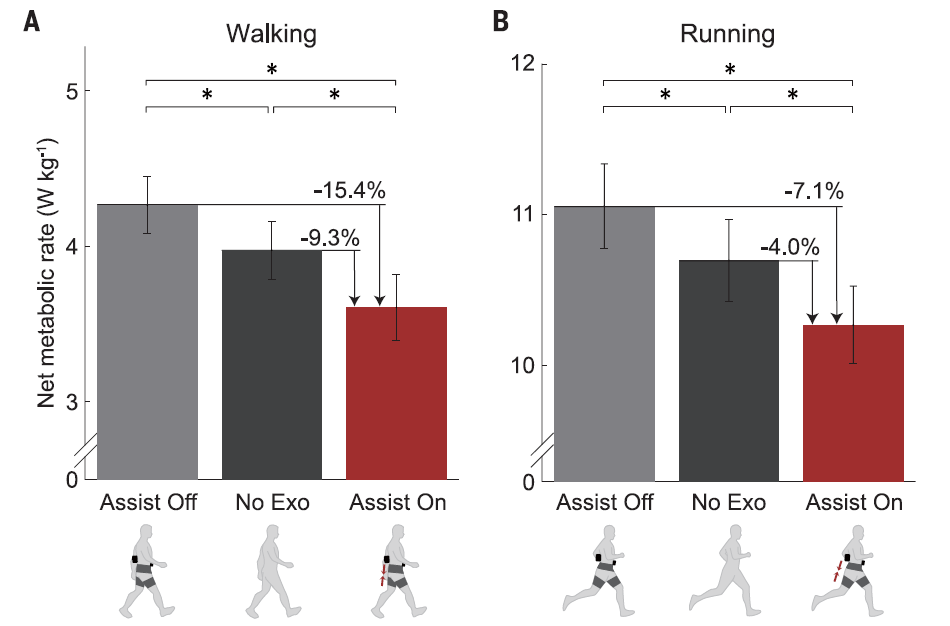 A
Walking
*
*
*
5
4
3
0
Net metabolic rate (W kg⁻¹)
-15.4%
-9.3%
Assist Off
No Exo
Assist On
B
Running
*
*
*
12
11
10
0
-7.1%
-4.0%
Assist Off
No Exo
Assist On